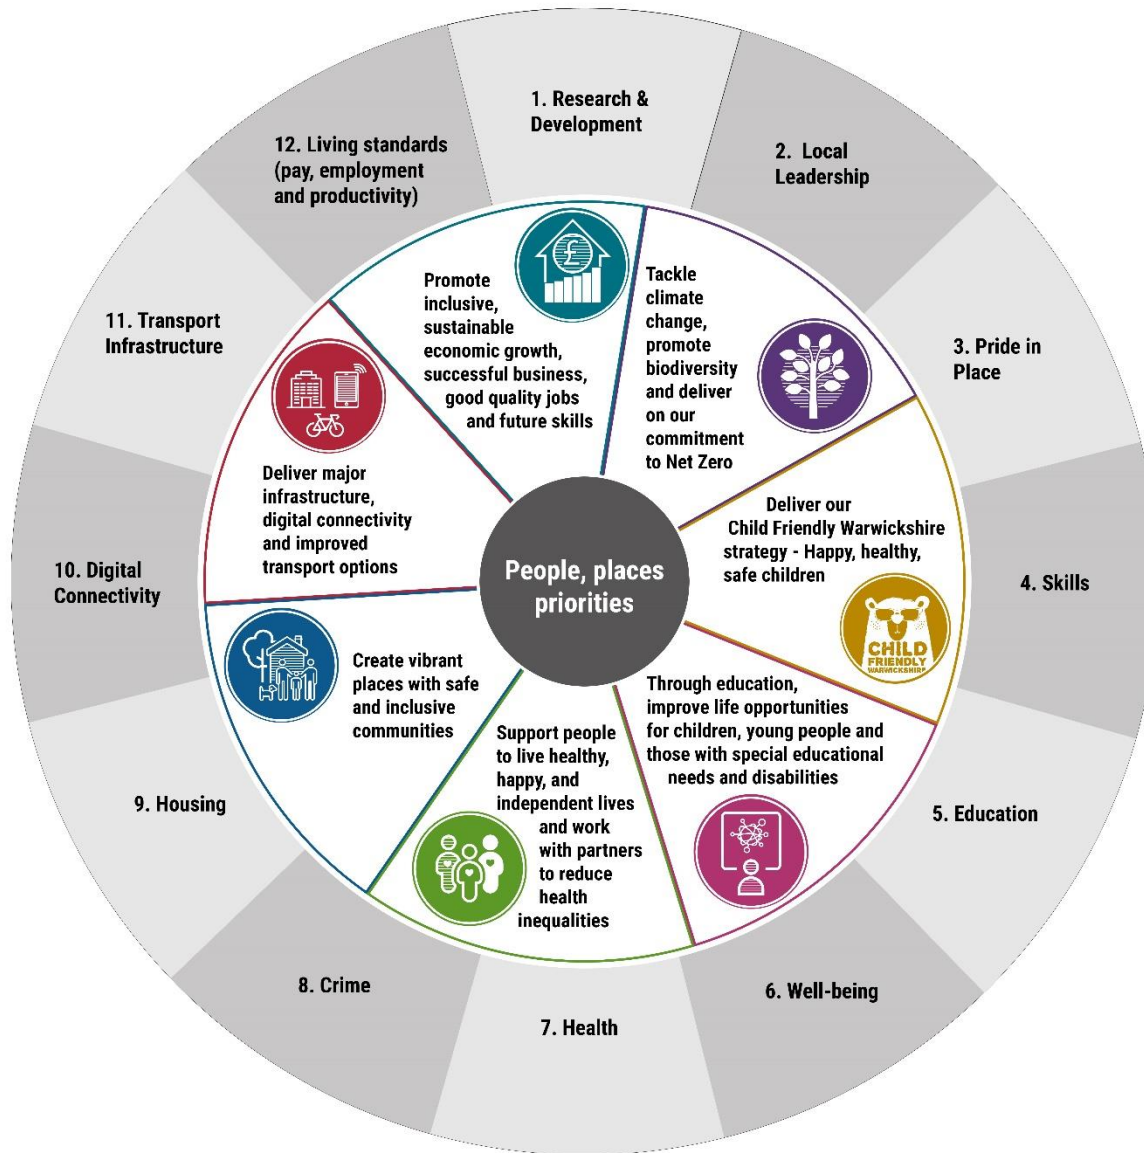 1. Research &
Development
2. Local
Leadership
3. Pride in
Place
4. Skills
5. Education
6. Well-being
7. Health
8. Crime
9. Housing
10. Digital
Connectivity
11. Transport
Infrastructure
12. Living standards
(pay, employment
and productivity)
£
Promote
inclusive,
sustainable
economic growth,
successful business,
good quality jobs
and future skills
Tackle
climate
change,
promote
biodiversity
and deliver
on our
commitment
to Net Zero
Deliver our
Child Friendly Warwickshire
strategy - Happy, healthy,
safe children
CHILD
FRIENDLY
WARWICKSHIRE
Through education,
improve life opportunities
for children, young people and
those with special educational
needs and disabilities
Support people
to live healthy,
happy, and
independent lives
and work
with partners
to reduce
health
inequalities
Create vibrant
places with safe
and inclusive
communities
Deliver major
infrastructure,
digital connectivity
and improved
transport options
People, places
priorities